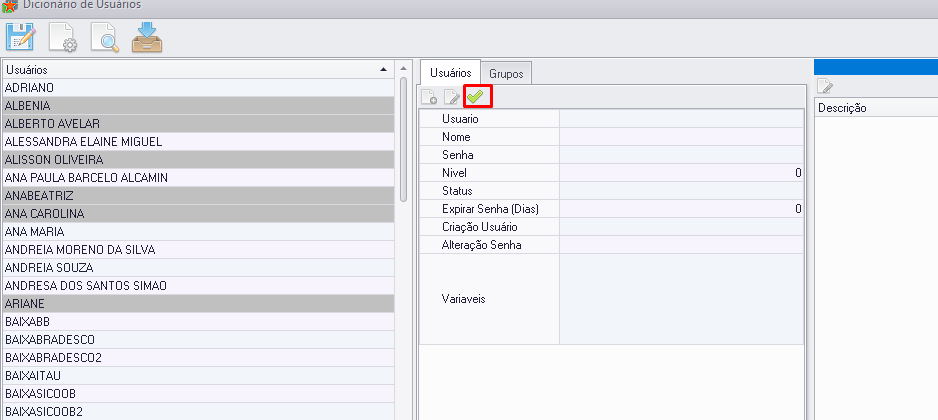 Dicionário de Usuários
Usuários
ADRIANO
ALBENIA
ALBERTO AVELAR
ALESSANDRA ELAINE MIGUEL
ALISSON OLIVEIRA
ANA PAULA BARCELO ALCAMIN
ANABEATRIZ
ANA CAROLINA
ANA MARIA
ANDREIA MORENO DA SILVA
ANDREIA SOUZA
ANDRESA DOS SANTOS SIMAO
ARIANE
BAIXABB
BAIXABRADESCO
BAIXABRADESCO2
BAIXAITAU
BAIXASICOOB
BAIXASICOOB2
Usuários Grupos
Usuario
Nome
Senha
Nivel 0
Status
Expirar Senha (Dias) 0
Criação Usuário
Alteração Senha
Variaveis
Descrição